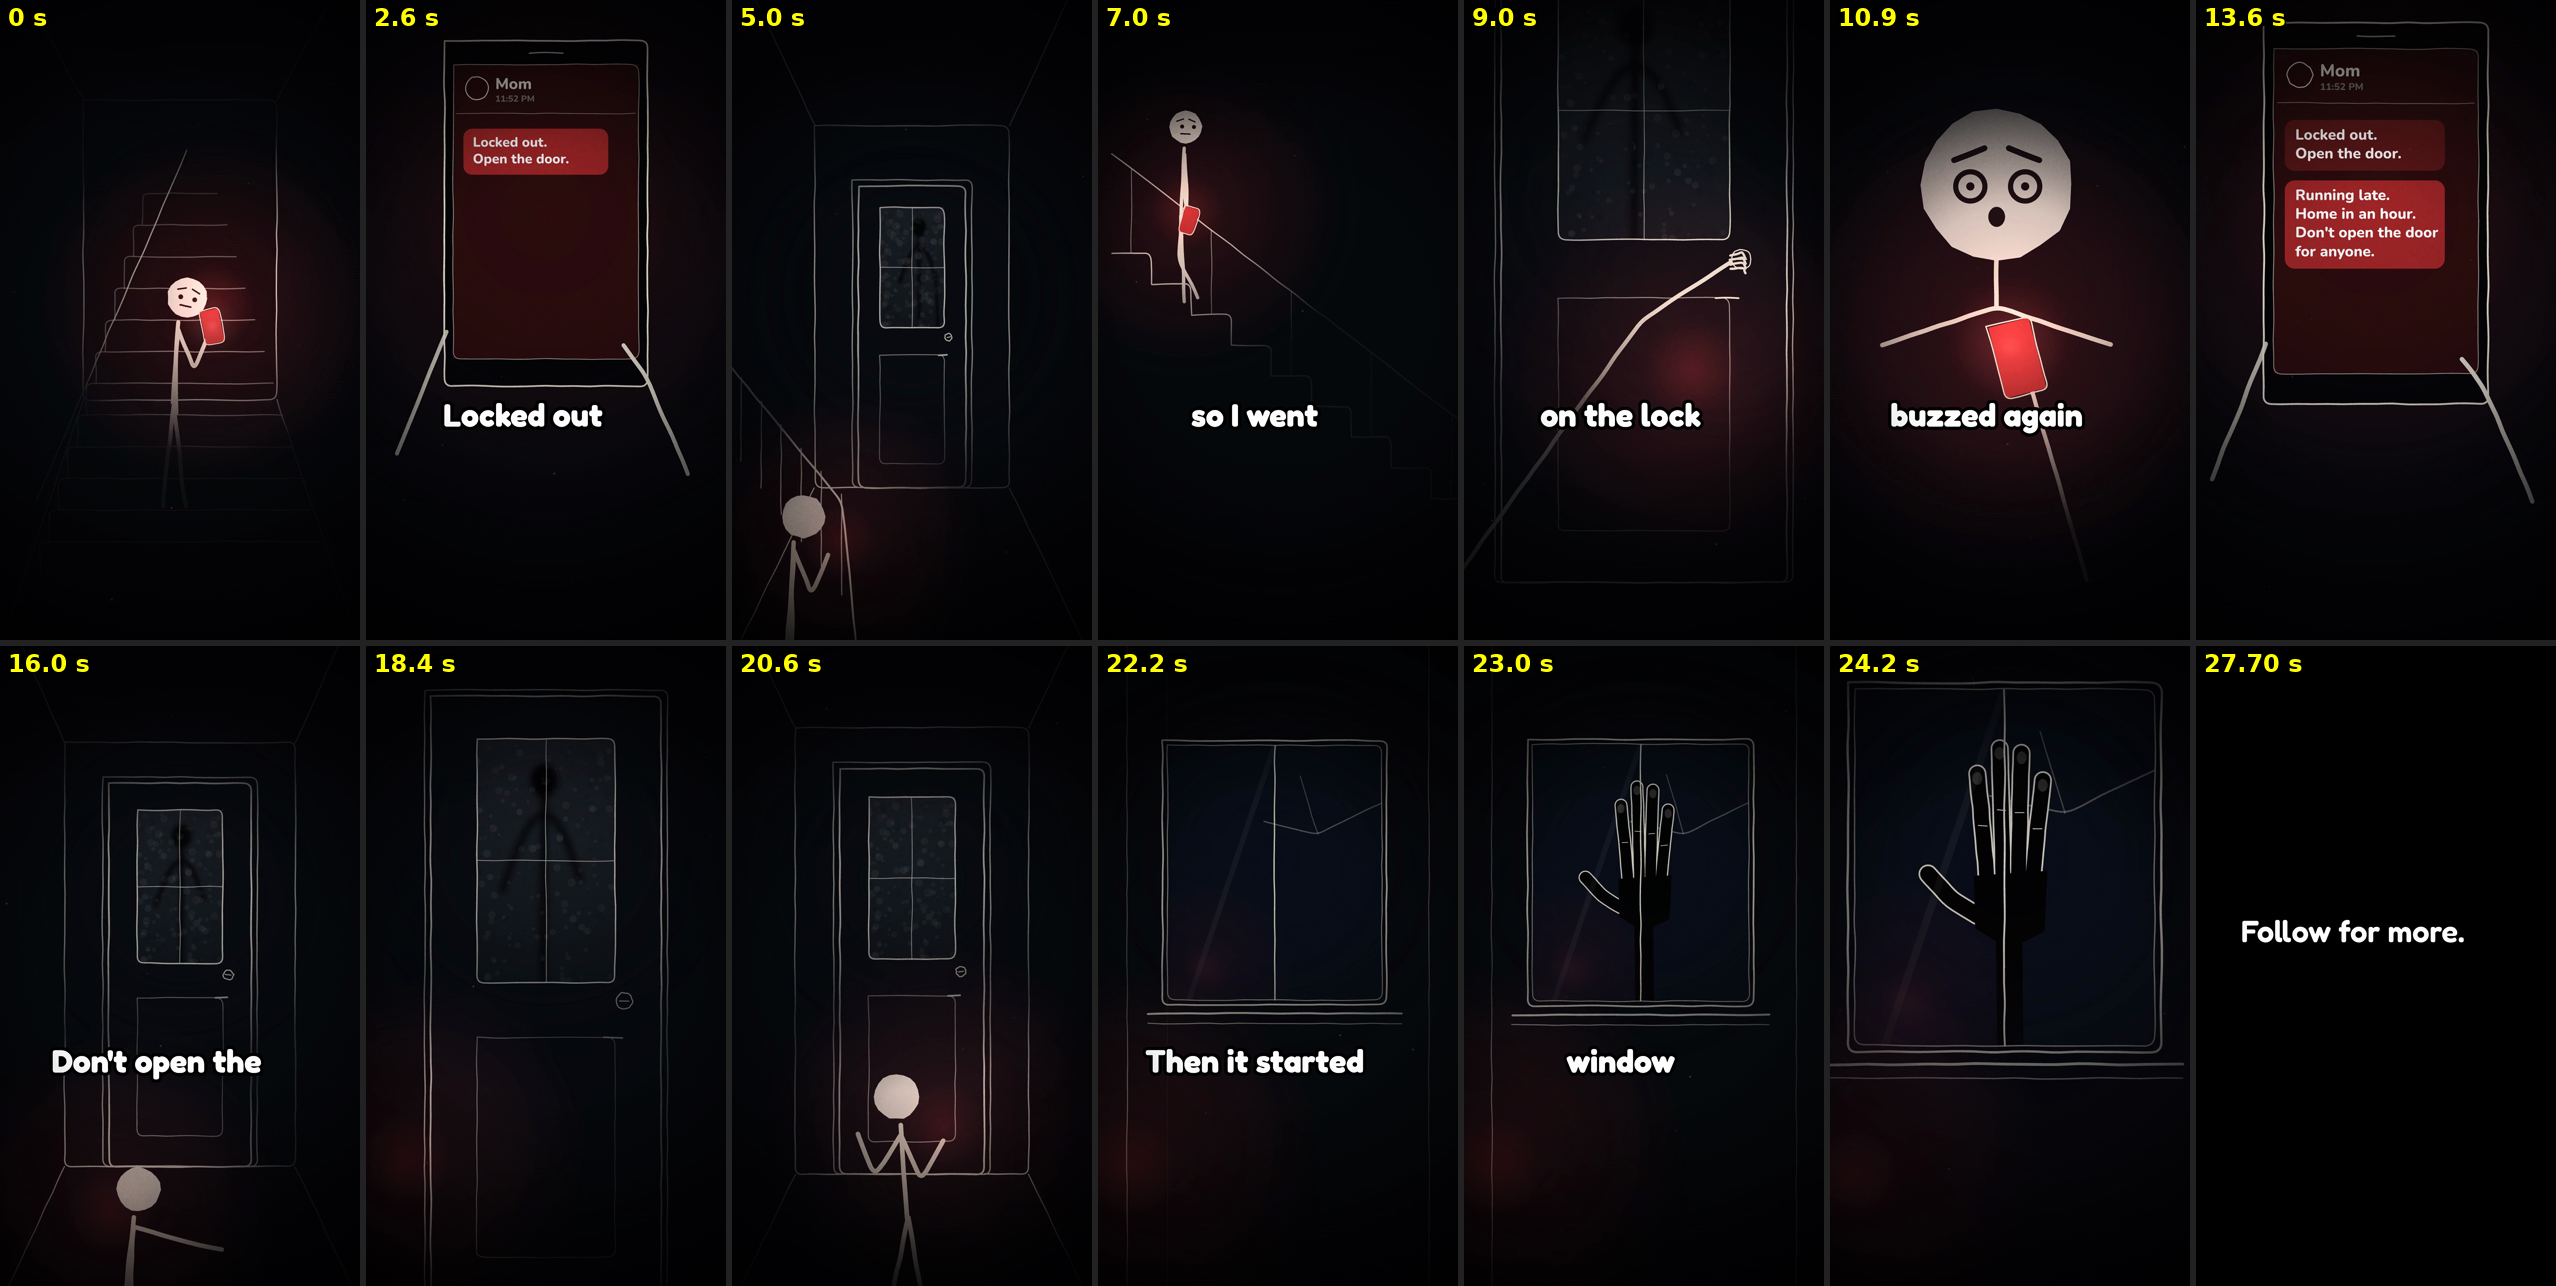 0 s
2.6 s
Mom
11:52 PM
Locked out.
Open the door.
Locked out
5.0 s
7.0 s
so I went
9.0 s
on the lock
10.9 s
buzzed again
13.6 s
Mom
11:52 PM
Locked out.
Open the door.
Running late.
Home in an hour.
Don't open the door
for anyone.
16.0 s
Don't open the
18.4 s
20.6 s
22.2 s
Then it started
23.0 s
window
24.2 s
27.70 s
Follow for more.